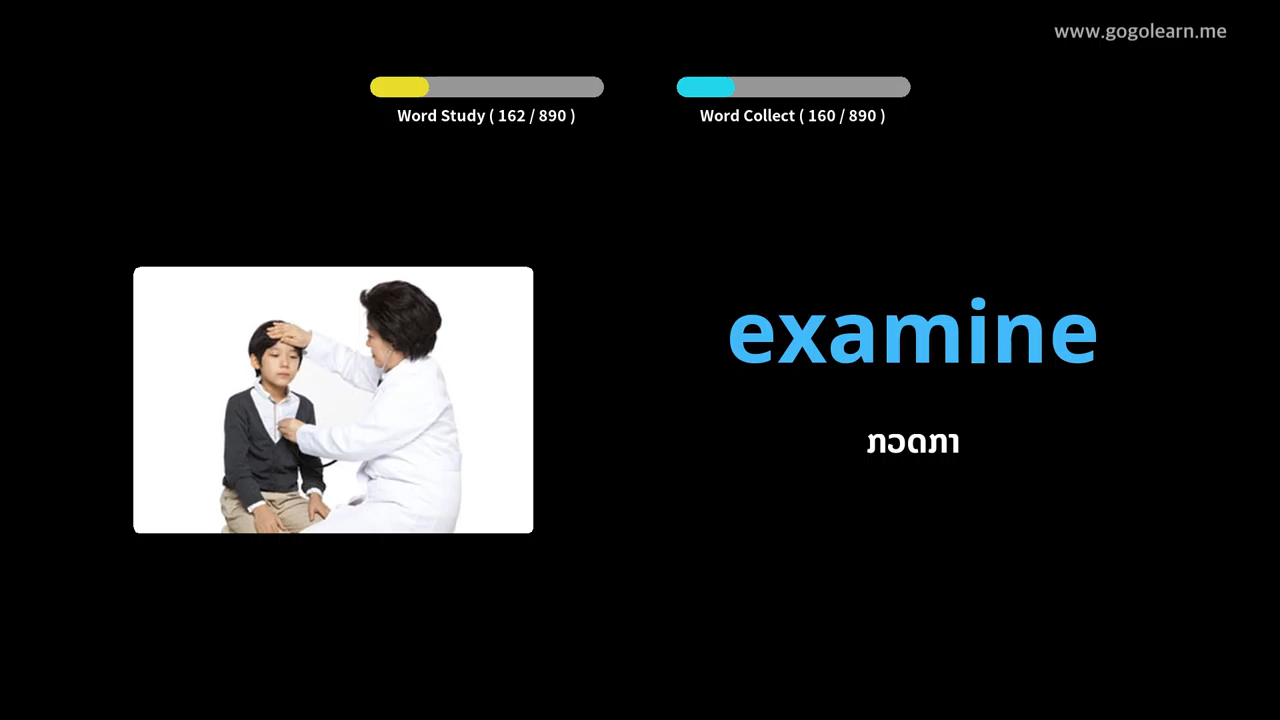 www.gogolearn.me
Word Study ( 162 / 890 )
Word Collect ( 160 / 890 )
examine
ກວດກາ